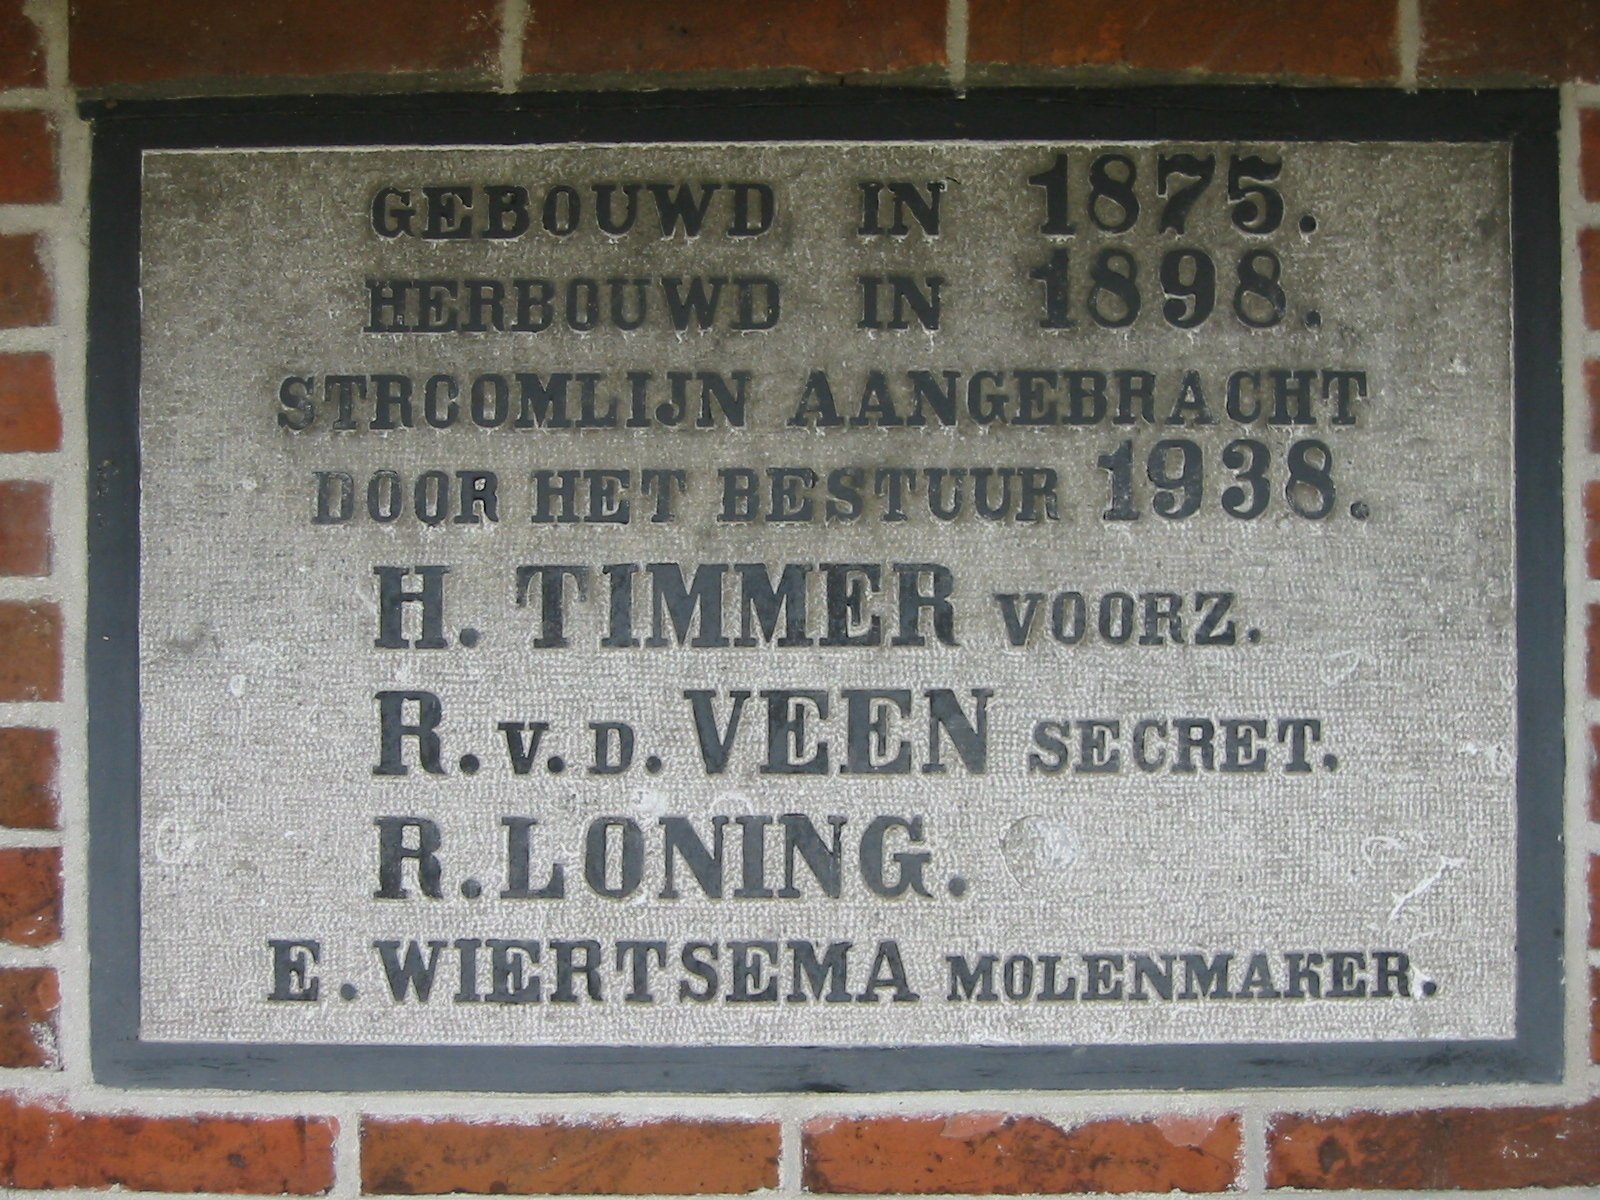 GEBOUWD IN 1875.
HERBOUWD IN 1898.
STRCOMLIJN AANGEBRACHT
DOOR HET BESTUUR 1938.
H. TIMMER VOORZ.
R. V. D. VEEN SECRET.
R. LONING.
E. WIERTSEMA MOLENMAKER.